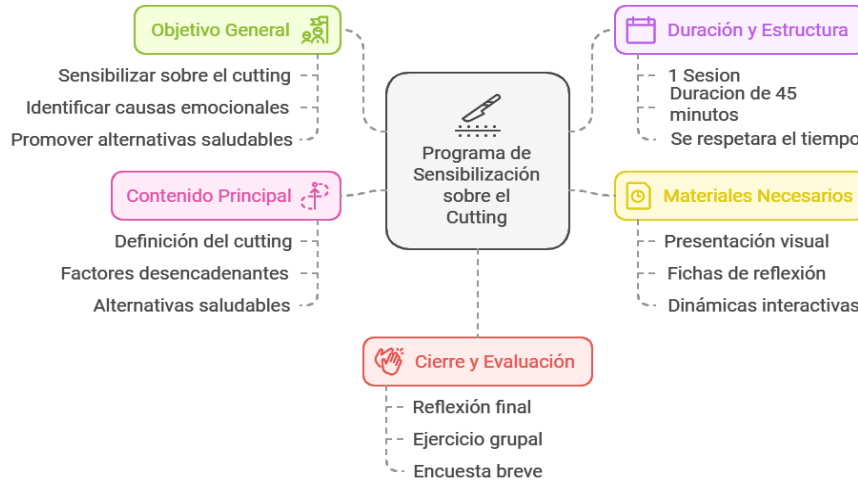 Objetivo General
Sensibilizar sobre el cutting
Identificar causas emocionales
Promover alternativas saludables
Contenido Principal
Definición del cutting
Factores desencadenantes
Alternativas saludables
Programa de
Sensibilización
sobre el
Cutting
Duración y Estructura
1 Sesion
Duracion de 45
minutos
Se respetara el tiempo
Materiales Necesarios
Presentación visual
Fichas de reflexión
Dinámicas interactivas
Cierre y Evaluación
Reflexión final
Ejercicio grupal
Encuesta breve